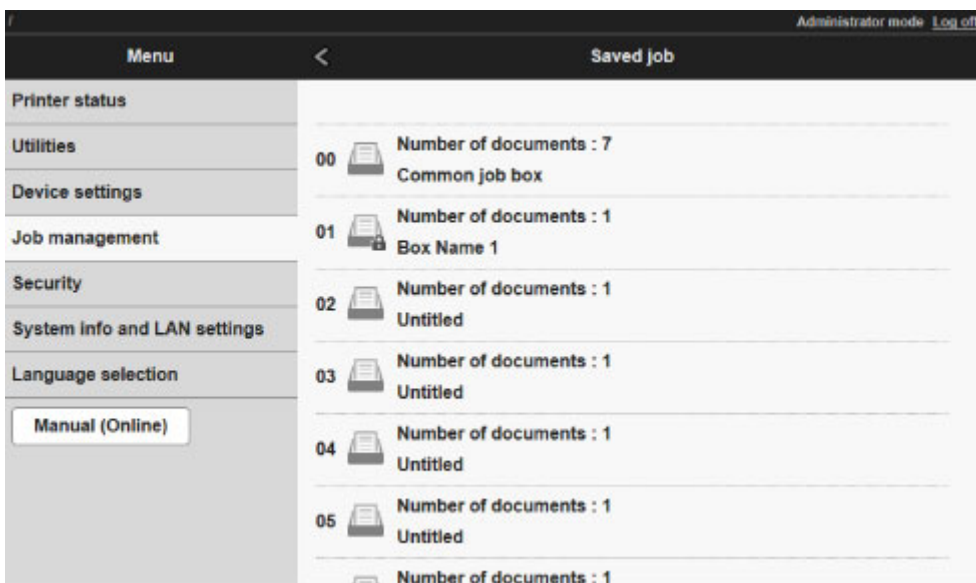 /
Administrator mode Log off
Menu
< Saved job
Printer status
Utilities
Device settings
Job management
Security
System info and LAN settings
Language selection
Manual (Online)
00
Number of documents : 7
Common job box
01
Number of documents : 1
Box Name 1
02
Number of documents : 1
Untitled
03
Number of documents : 1
Untitled
04
Number of documents : 1
Untitled
05
Number of documents : 1
Untitled
Number of documents : 1